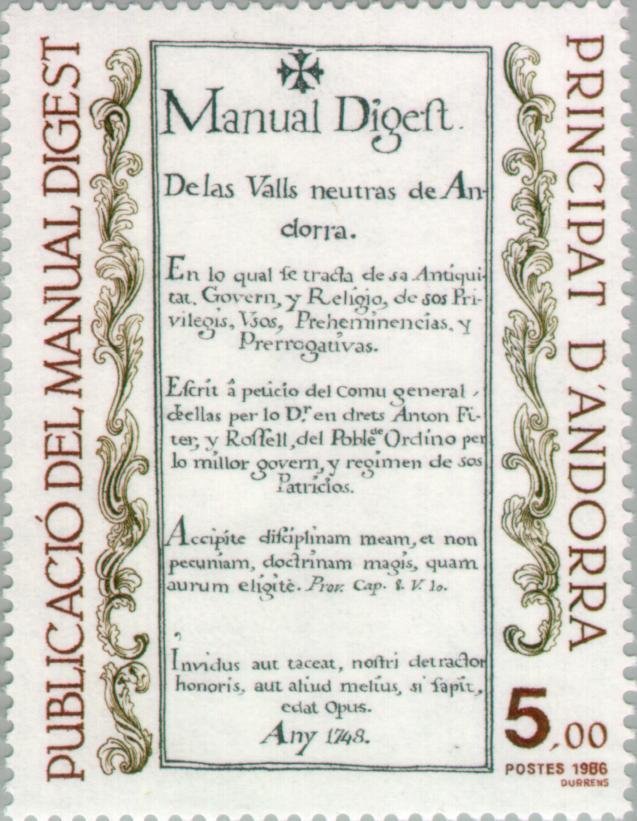 PUBLICACIÓ DEL MANUAL DIGEST
Manual Digeſt.
De las Valls neutras de An-
dorra.
En lo qual ſe tracta de sa Antiqui-
tat, Govern, y Religio, de sos Pri-
vilegis, Vsos, Preheminencias, y
Prerrogativas.
Eſcrit â peticio del Comu general,
de ellas per lo D.r en drets Anton Fi-
ter, y Roſſell, del Poble de Ordino per
lo millor govern, y regimen de sos
Patricios.
Accipite diſciplinam meam, et non
pecuniam, doctrinam magis, quam
aurum eligite. Prov. Cap. 8. V. 10.
Invidus aut taceat, noſtri detractor
honoris, aut aliud melius, si ſapit,
edat Opus.
Any 1748.
PRINCIPAT D'ANDORRA
5,00
POSTES 1986
DURRENS